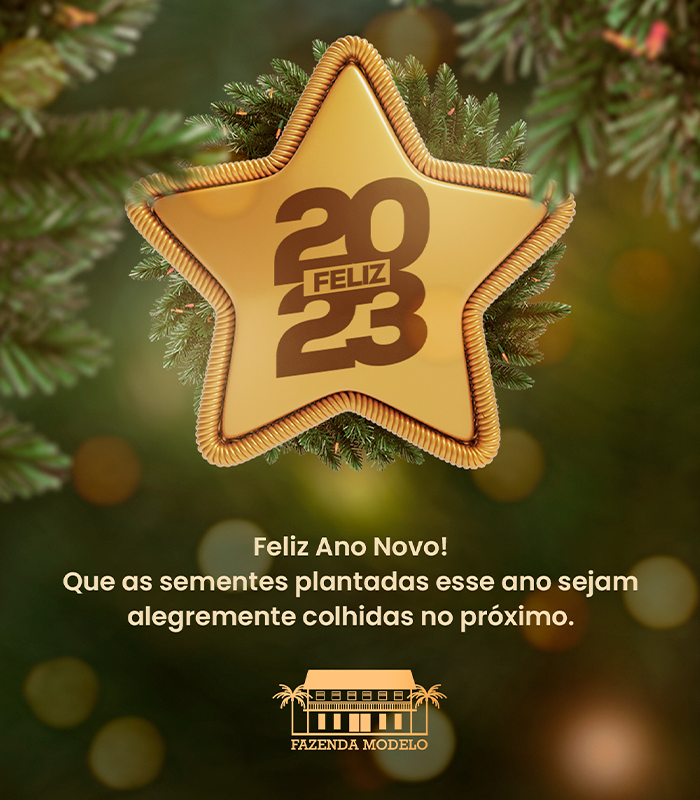 20
FELIZ
23
Feliz Ano Novo!
Que as sementes plantadas esse ano sejam
alegremente colhidas no próximo.
FAZENDA MODELO